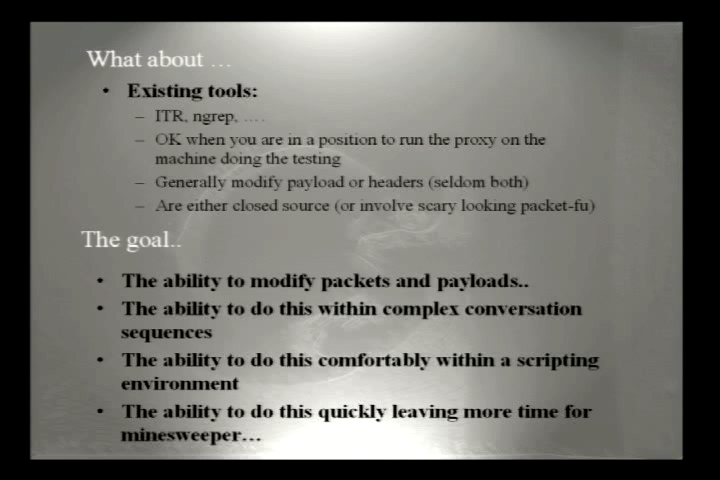 What about ...
• Existing tools:
– ITR, ngrep, ....
– OK when you are in a position to run the proxy on the
machine doing the testing
– Generally modify payload or headers (seldom both)
– Are either closed source (or involve scary looking packet-fu)
The goal..
• The ability to modify packets and payloads..
• The ability to do this within complex conversation
sequences
• The ability to do this comfortably within a scripting
environment
• The ability to do this quickly leaving more time for
minesweeper...